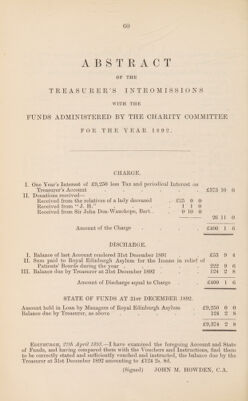 60
ABSTRACT
OF THE
TREASURER'S INTROMISSIONS
WITH THE
FUNDS ADMINISTERED BY THE CHARITY COMMITTEE
FOR THE YEAR 1892.
CHARGE.
I. One Year's Interest of £9,250 less Tax and periodical Interest on
Treasurer's Account . . . £373 10 0
II. Donations received—
Received from the relatives of a lady deceased . £25 0 0
Received from "J. H." . . 1 1 0
Received from Sir John Don-Wauchope, Bart. . . 0 10 0
26 11 0
Amount of the Charge . . £400 1 6
DISCHARGE.
I. Balance of last Account rendered 31st December 1891 £53 9 4
II. Sums paid to Royal Edinburgh Asylum for the Insane in relief of
Patients' Boards during the year . . . 222 9 6
III. Balance due by Treasurer at 31st December 1892 . . 124 2 8
Amount of Discharge equal to Charge . £400 1 6
STATE OF FUNDS AT 31ST DECEMBER 1892.
Amount held in Loan by Managers of Royal Edinburgh Asylum £9,250 0 0
Balance due by Treasurer, as above . . . 124 2 8
£9,374 2 8
EDINBURGH, 27th April 1893.—I have examined the foregoing Account and State
of Funds, and having compared them with the Vouchers and Instructions, find them
to be correctly stated and sufficiently vouched and instructed, the balance due by the
Treasurer at 31st December 1892 amounting to £124 2s. 8d.
(Signed) JOHN M. HOWDEN, C.A.